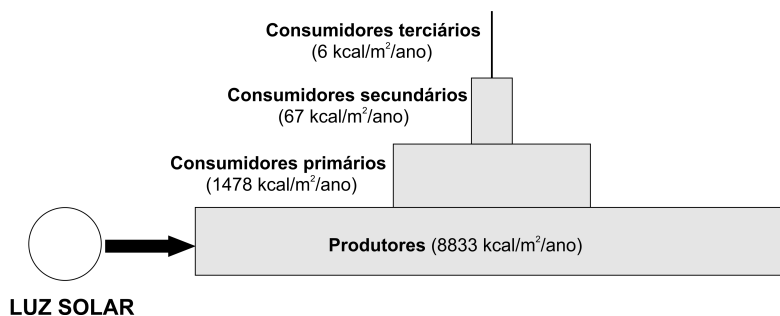 Consumidores terciários
(6 kcal/m²/ano)
Consumidores secundários
(67 kcal/m²/ano)
Consumidores primários
(1478 kcal/m²/ano)
Produtores (8833 kcal/m²/ano)
LUZ SOLAR